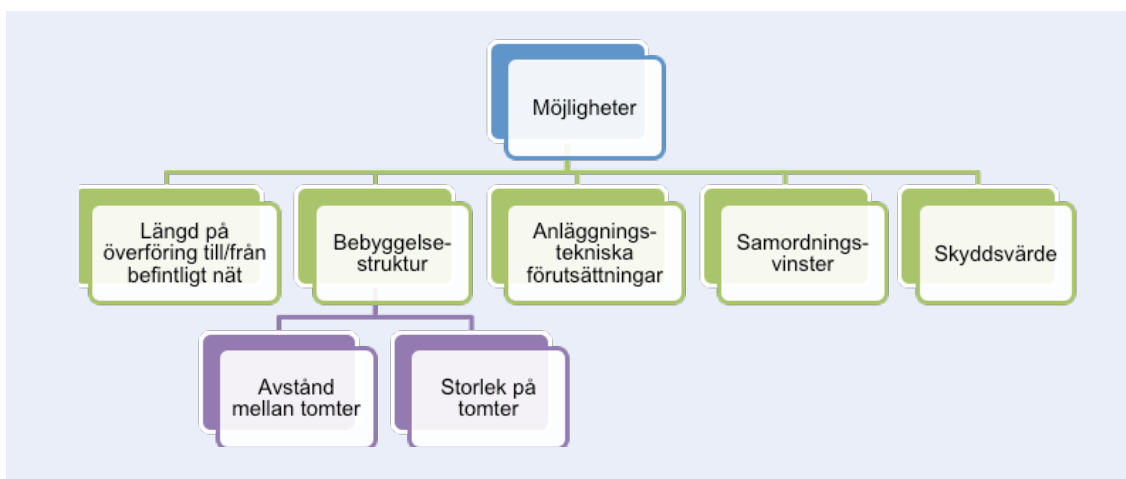 Möjligheter
Längd på
överföring till/från
befintligt nät
Bebyggelse-
struktur
Anläggnings-
tekniska
förutsättningar
Samordnings-
vinster
Skyddsvärde
Avstånd
mellan tomter
Storlek på
tomter